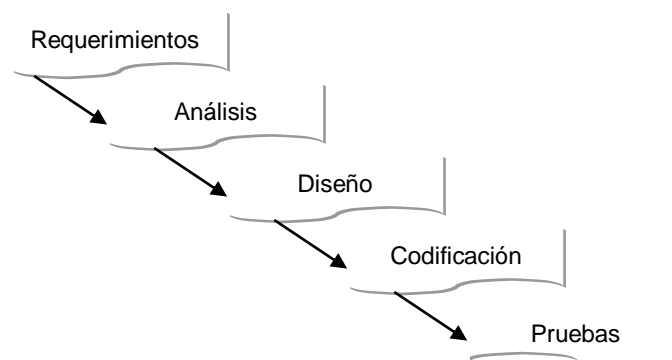 Requerimientos
Análisis
Diseño
Codificación
Pruebas